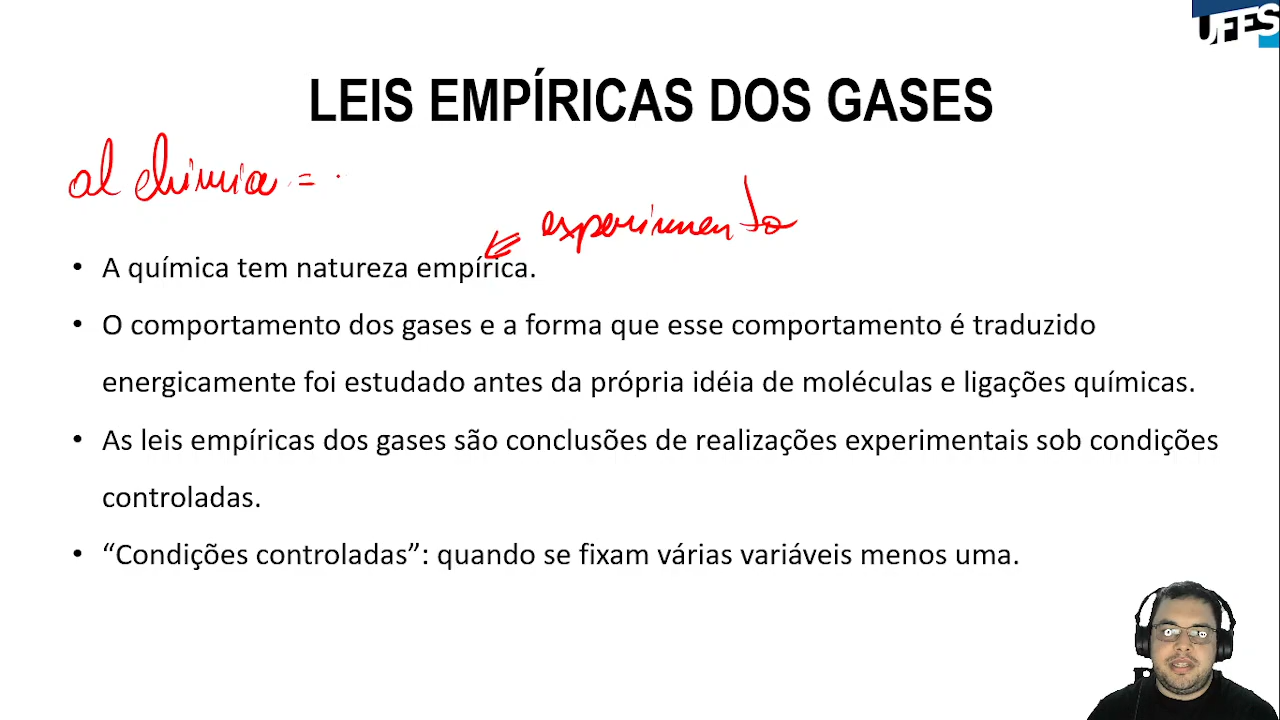 UFES
LEIS EMPÍRICAS DOS GASES
al chimia =
experimento
• A química tem natureza empírica.
• O comportamento dos gases e a forma que esse comportamento é traduzido
energicamente foi estudado antes da própria idéia de moléculas e ligações químicas.
• As leis empíricas dos gases são conclusões de realizações experimentais sob condições
controladas.
• “Condições controladas”: quando se fixam várias variáveis menos uma.